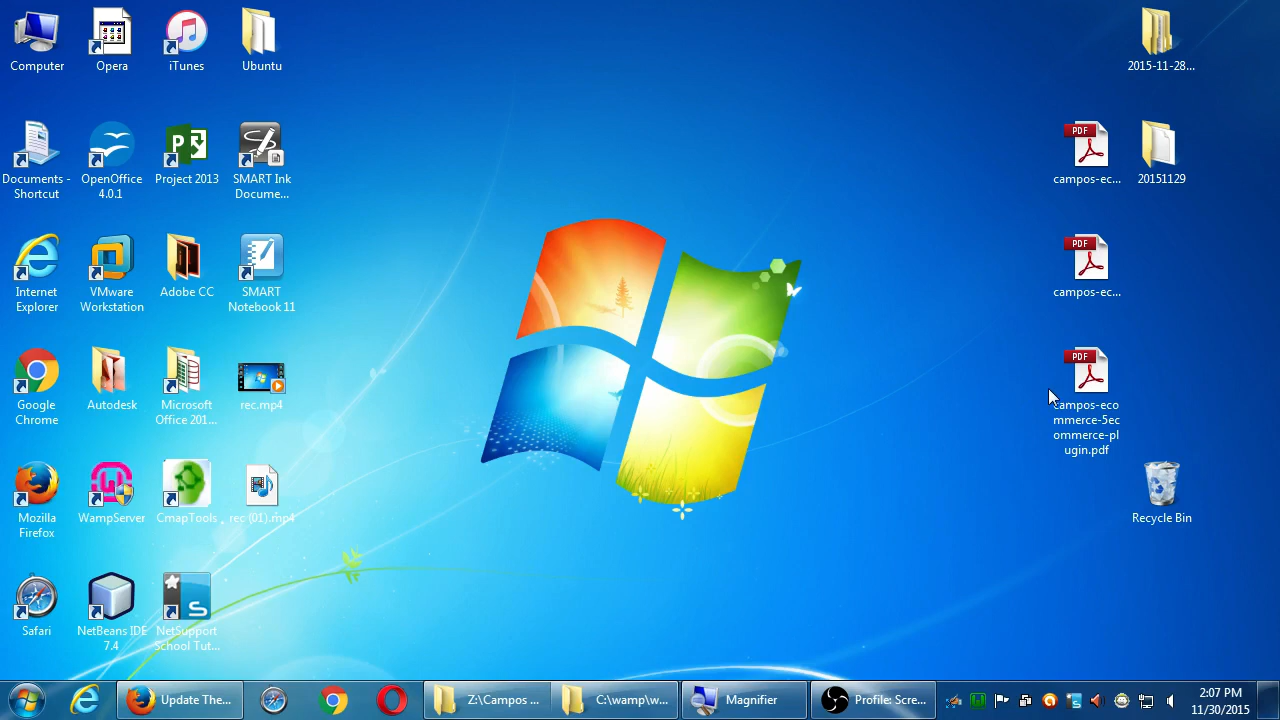 Computer
Opera
iTunes
Ubuntu
2015-11-28...
Documents -
Shortcut
OpenOffice
4.0.1
Project 2013
SMART Ink
Docume...
PDF
campos-ec...
20151129
Internet
Explorer
VMware
Workstation
Adobe CC
SMART
Notebook 11
PDF
campos-ec...
Google
Chrome
Autodesk
Microsoft
Office 201...
rec.mp4
PDF
campos-eco
mmerce-5ec
ommerce-pl
ugin.pdf
Mozilla
Firefox
WampServer
CmapTools
rec (01).mp4
Recycle Bin
Safari
NetBeans IDE
7.4
NetSupport
School Tut...
Update The...
Z:\Campos ...
C:\wamp\w...
Magnifier
Profile: Scre...
2:07 PM
11/30/2015